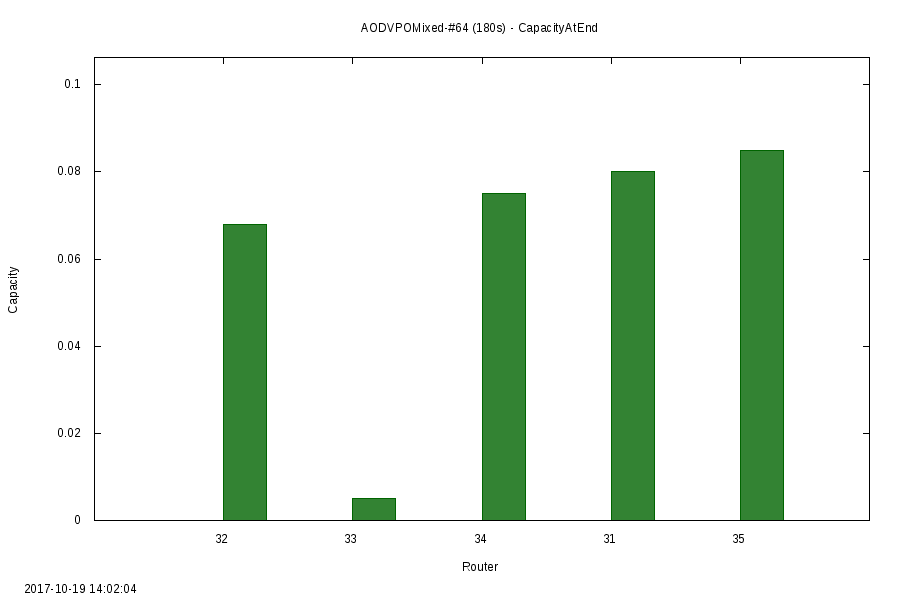 AODVPOMixed-#64 (180s) - CapacityAtEnd
0.1
0.08
0.06
0.04
0.02
0
Capacity
32 33 34 31 35
Router
2017-10-19 14:02:04